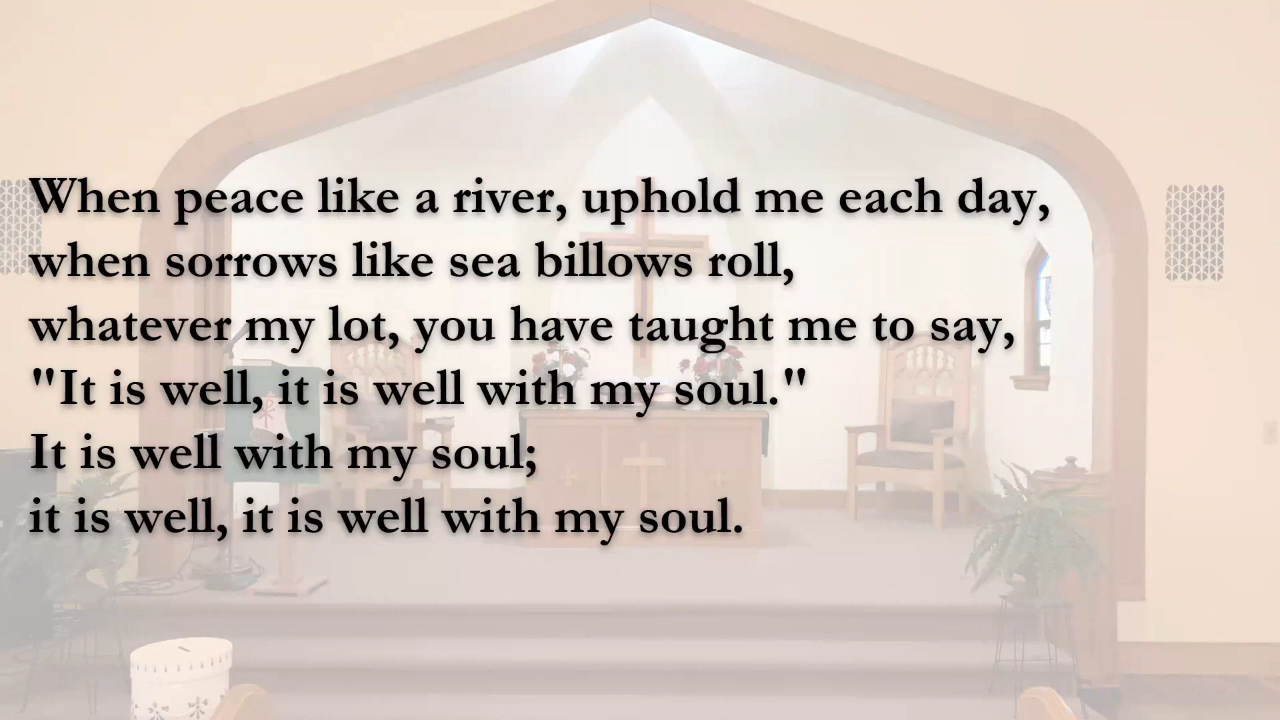 When peace like a river, uphold me each day,
when sorrows like sea billows roll,
whatever my lot, you have taught me to say,
"It is well, it is well with my soul."
It is well with my soul;
it is well, it is well with my soul.